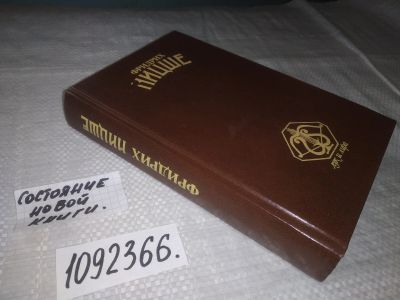 ФРИДРИХ
НИЦШЕ
ФРИДРИХ НИЦШЕ
СОСТОЯНИЕ
НОВОЙ
КНИГИ.
1092366.